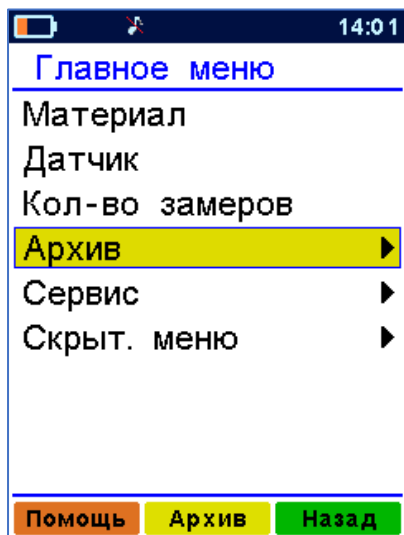 14:01
Главное меню
Материал
Датчик
Кол-во замеров
Архив
Сервис
Скрыт. меню
Помощь Архив Назад